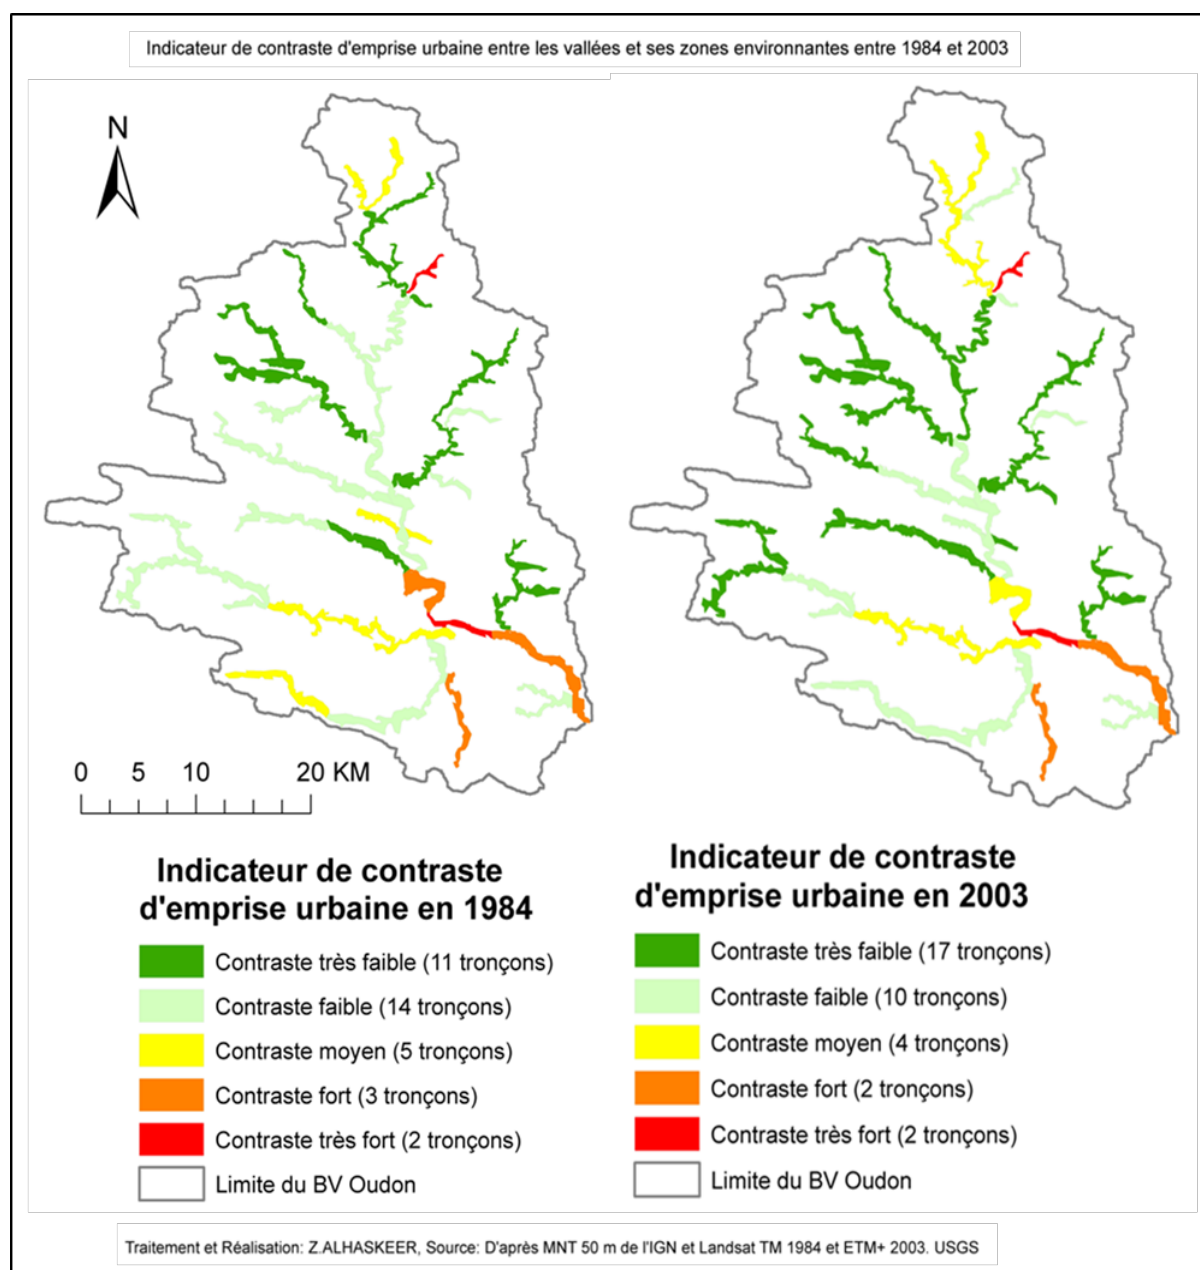 Indicateur de contraste d'emprise urbaine entre les vallées et ses zones environnantes entre 1984 et 2003
N
0 5 10 20 KM
Indicateur de contraste
d'emprise urbaine en 1984
Contraste très faible (11 tronçons)
Contraste faible (14 tronçons)
Contraste moyen (5 tronçons)
Contraste fort (3 tronçons)
Contraste très fort (2 tronçons)
Limite du BV Oudon
Indicateur de contraste
d'emprise urbaine en 2003
Contraste très faible (17 tronçons)
Contraste faible (10 tronçons)
Contraste moyen (4 tronçons)
Contraste fort (2 tronçons)
Contraste très fort (2 tronçons)
Limite du BV Oudon
Traitement et Réalisation: Z.ALHASKEER, Source: D'après MNT 50 m de l'IGN et Landsat TM 1984 et ETM+ 2003. USGS